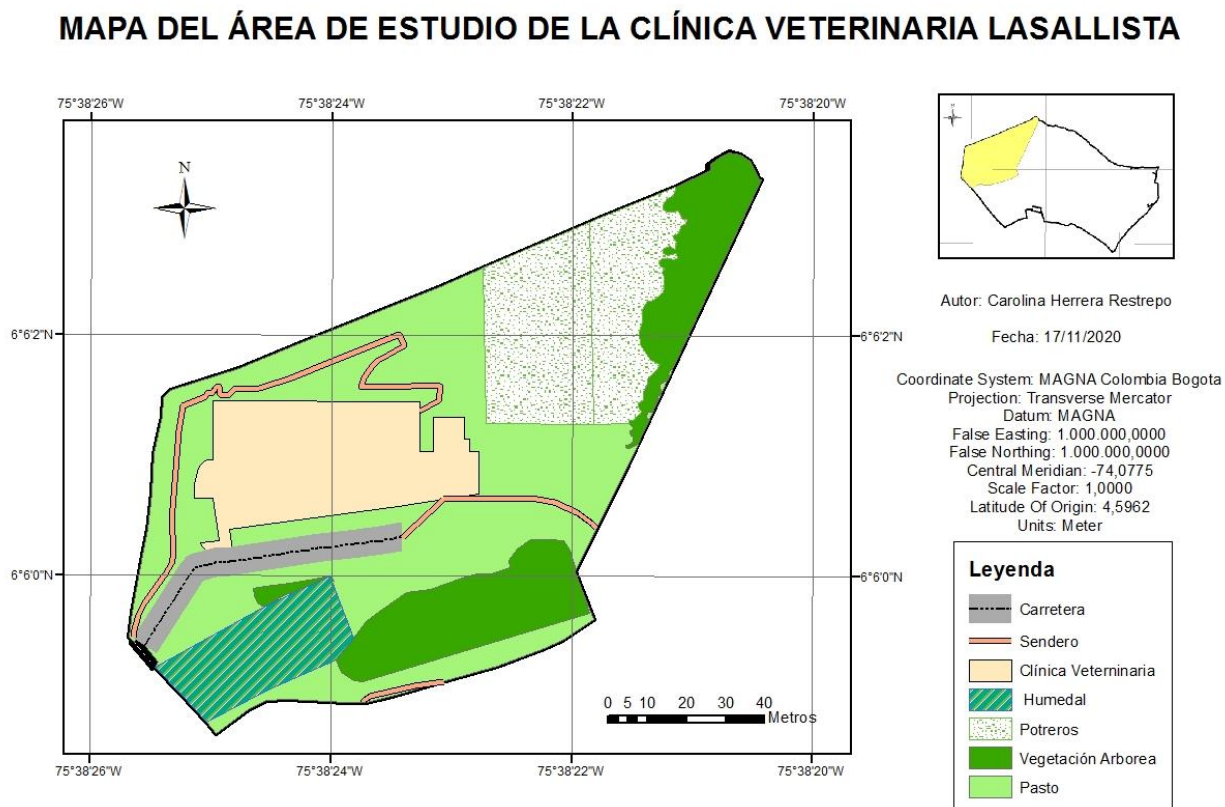 MAPA DEL ÁREA DE ESTUDIO DE LA CLÍNICA VETERINARIA LASALLISTA
75°38'26"W 75°38'24"W 75°38'22"W 75°38'20"W
N
6°6'2"N 6°6'2"N
6°6'0"N 6°6'0"N
0 5 10 20 30 40
Metros
75°38'26"W 75°38'24"W 75°38'22"W 75°38'20"W
Autor: Carolina Herrera Restrepo
Fecha: 17/11/2020
Coordinate System: MAGNA Colombia Bogota
Projection: Transverse Mercator
Datum: MAGNA
False Easting: 1.000.000,0000
False Northing: 1.000.000,0000
Central Meridian: -74,0775
Scale Factor: 1,0000
Latitude Of Origin: 4,5962
Units: Meter
Leyenda
Carretera
Sendero
Clínica Veterninaria
Humedal
Potreros
Vegetación Arborea
Pasto